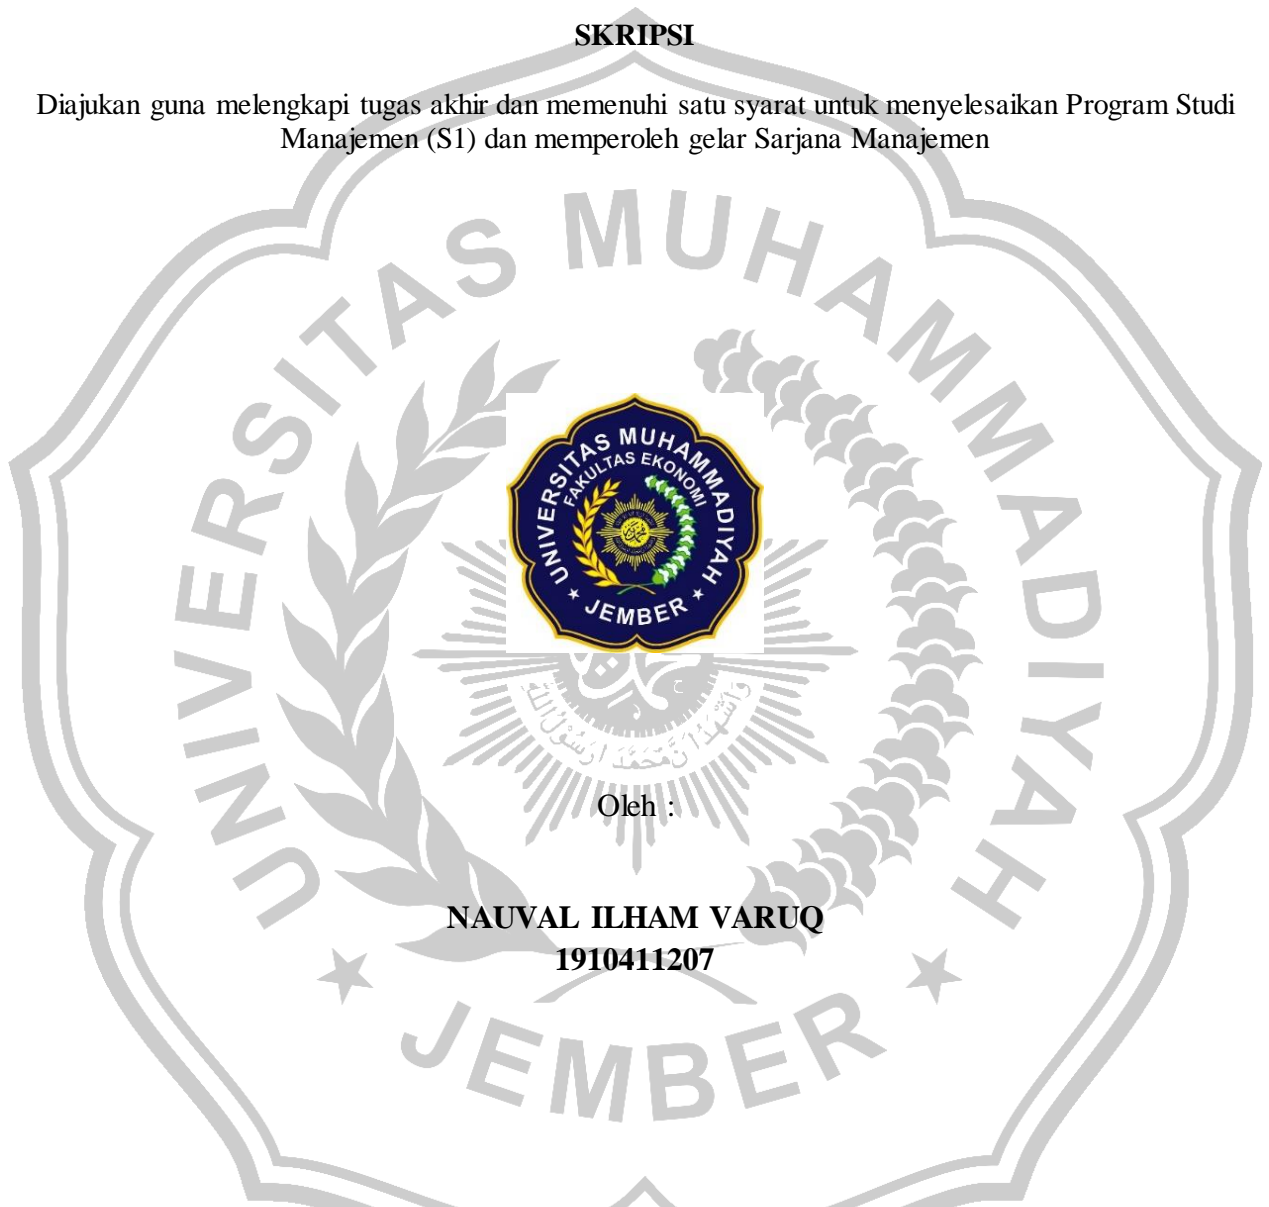 SKRIPSI
Diajukan guna melengkapi tugas akhir dan memenuhi satu syarat untuk menyelesaikan Program Studi
Manajemen (S1) dan memperoleh gelar Sarjana Manajemen
UNIVERSITAS MUHAMMADIYAH
JEMBER
UNIVERSITAS MUHAMMADIYAH
FAKULTAS EKONOMI
JEMBER
Oleh :
NAUVAL ILHAM VARUQ
1910411207